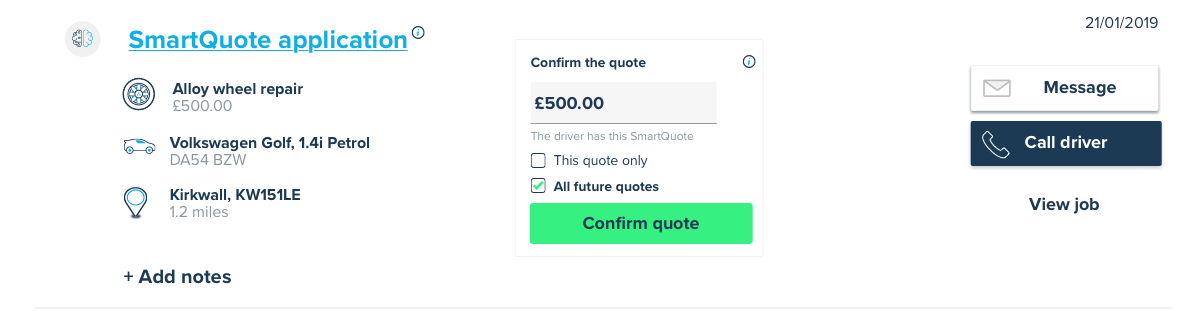 21/01/2019
SmartQuote application
Alloy wheel repair
£500.00
Volkswagen Golf, 1.4i Petrol
DA54 BZW
Kirkwall, KW151LE
1.2 miles
+ Add notes
Confirm the quote
£500.00
The driver has this SmartQuote
This quote only
All future quotes
Confirm quote
Message
Call driver
View job